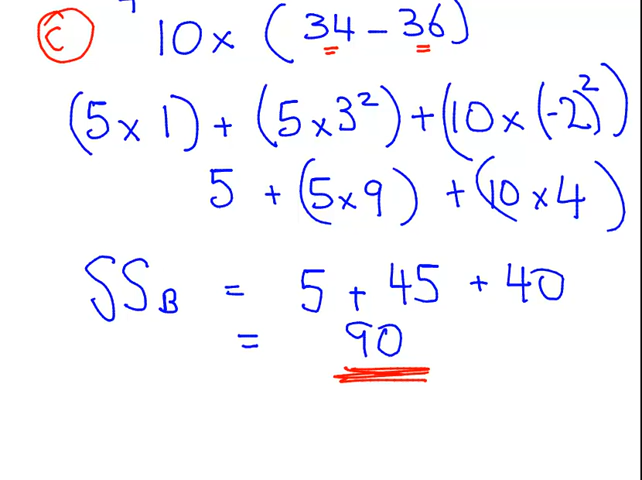 c 10 x (34 - 36)
(5 x 1) + (5 x 3²) + (10 x (-2)²)
5 + (5 x 9) + (10 x 4)
SS_B = 5 + 45 + 40
= 90